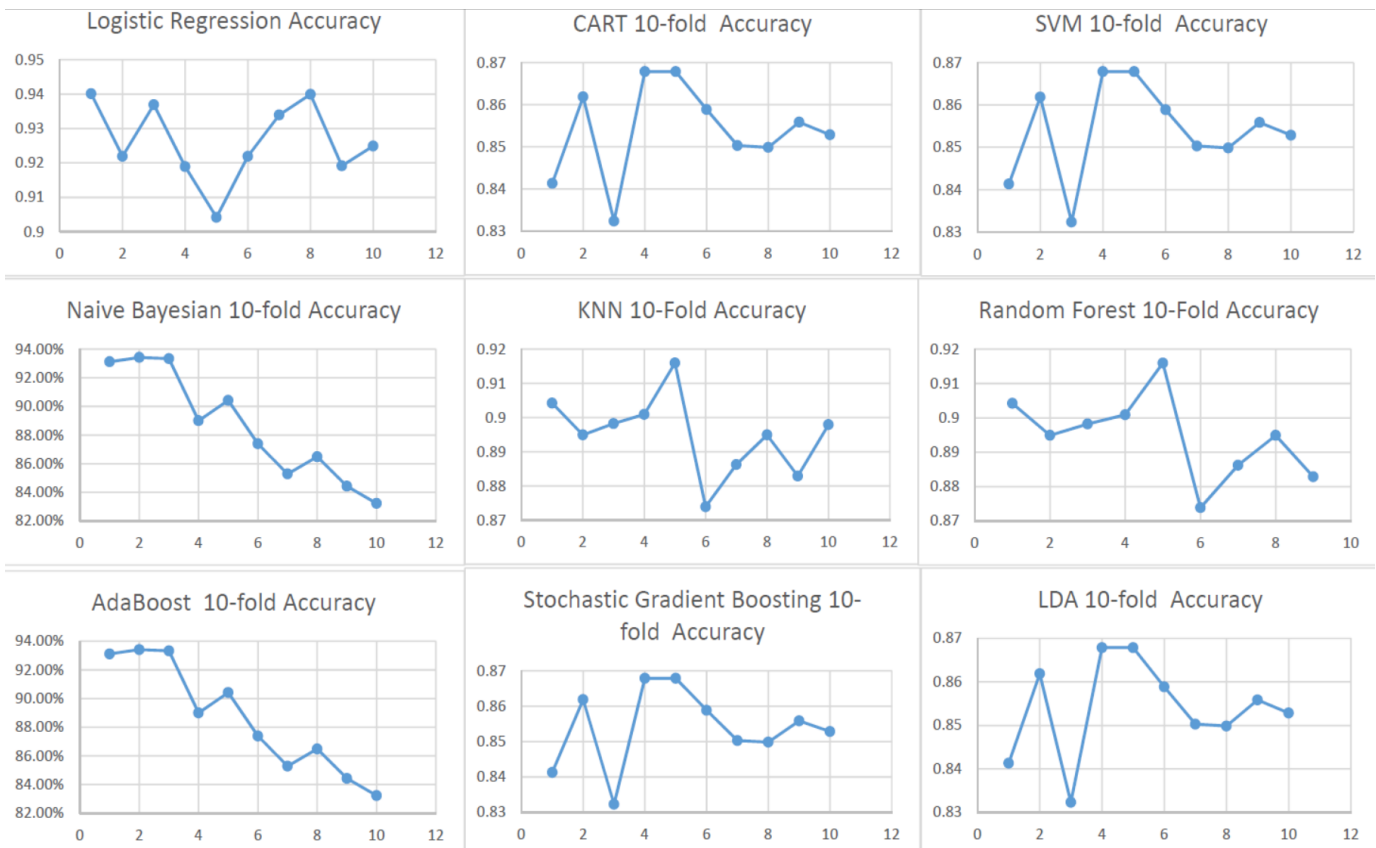 Logistic Regression Accuracy
0.95
0.94
0.93
0.92
0.91
0.9
0 2 4 6 8 10 12
CART 10-fold Accuracy
0.87
0.86
0.85
0.84
0.83
0 2 4 6 8 10 12
SVM 10-fold Accuracy
0.87
0.86
0.85
0.84
0.83
0 2 4 6 8 10 12
Naive Bayesian 10-fold Accuracy
94.00%
92.00%
90.00%
88.00%
86.00%
84.00%
82.00%
0 2 4 6 8 10 12
KNN 10-Fold Accuracy
0.92
0.91
0.9
0.89
0.88
0.87
0 2 4 6 8 10 12
Random Forest 10-Fold Accuracy
0.92
0.91
0.9
0.89
0.88
0.87
0 2 4 6 8 10
AdaBoost 10-fold Accuracy
94.00%
92.00%
90.00%
88.00%
86.00%
84.00%
82.00%
0 2 4 6 8 10 12
Stochastic Gradient Boosting 10-
fold Accuracy
0.87
0.86
0.85
0.84
0.83
0 2 4 6 8 10 12
LDA 10-fold Accuracy
0.87
0.86
0.85
0.84
0.83
0 2 4 6 8 10 12